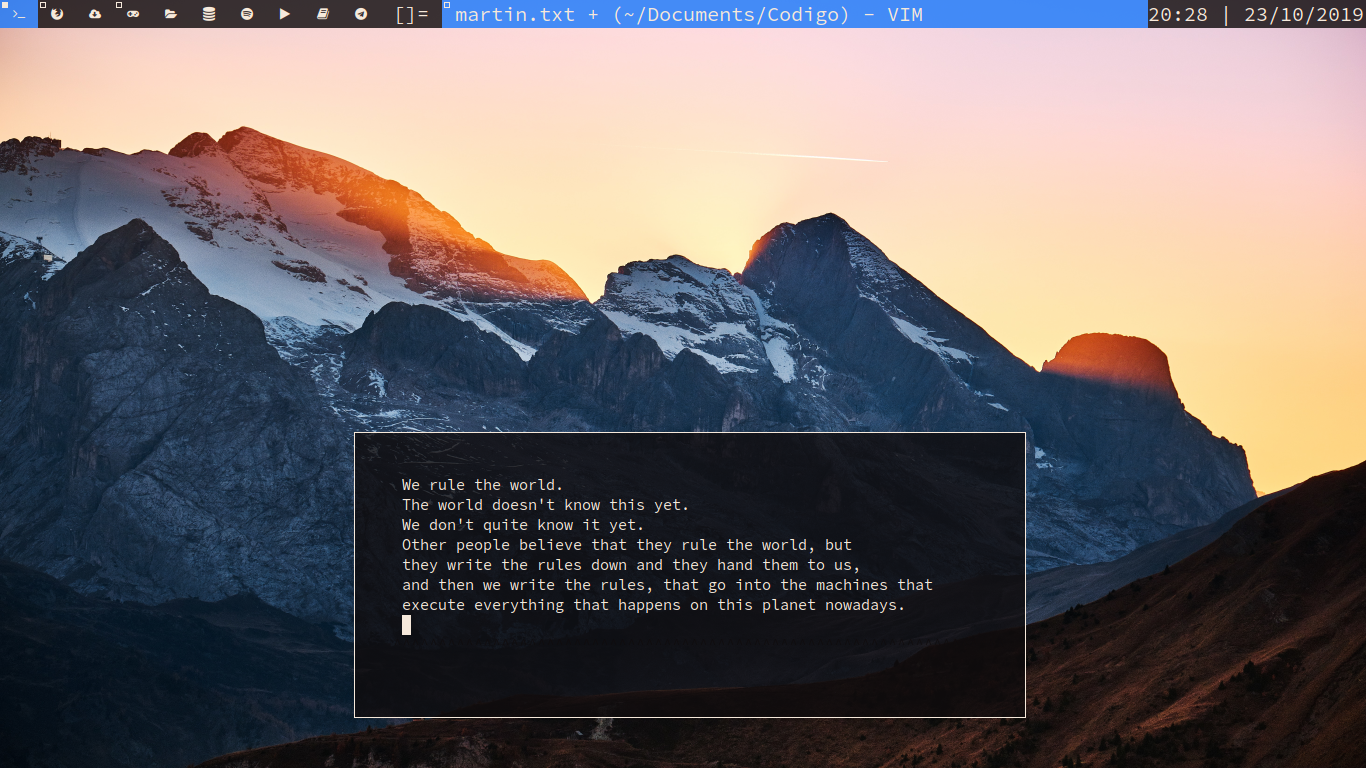 []=
martin.txt + (~/Documents/Codigo) - VIM
20:28 | 23/10/2019
We rule the world.
The world doesn't know this yet.
We don't quite know it yet.
Other people believe that they rule the world, but
they write the rules down and they hand them to us,
and then we write the rules, that go into the machines that
execute everything that happens on this planet nowadays.